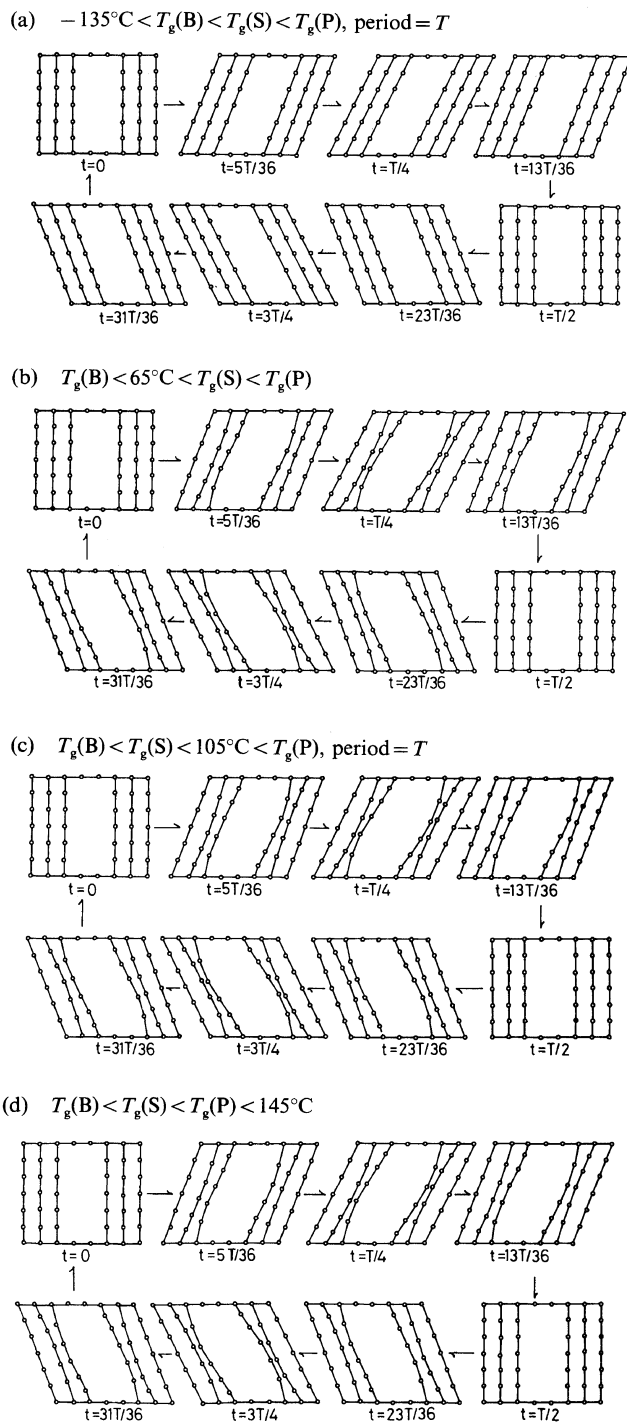 (a) −135°C < Tg(B) < Tg(S) < Tg(P), period = T
t=0 t=5T/36 t=T/4 t=13T/36
t=31T/36 t=3T/4 t=23T/36 t=T/2
(b) Tg(B) < 65°C < Tg(S) < Tg(P)
t=0 t=5T/36 t=T/4 t=13T/36
t=31T/36 t=3T/4 t=23T/36 t=T/2
(c) Tg(B) < Tg(S) < 105°C < Tg(P), period = T
t=0 t=5T/36 t=T/4 t=13T/36
t=31T/36 t=3T/4 t=23T/36 t=T/2
(d) Tg(B) < Tg(S) < Tg(P) < 145°C
t=0 t=5T/36 t=T/4 t=13T/36
t=31T/36 t=3T/4 t=23T/36 t=T/2